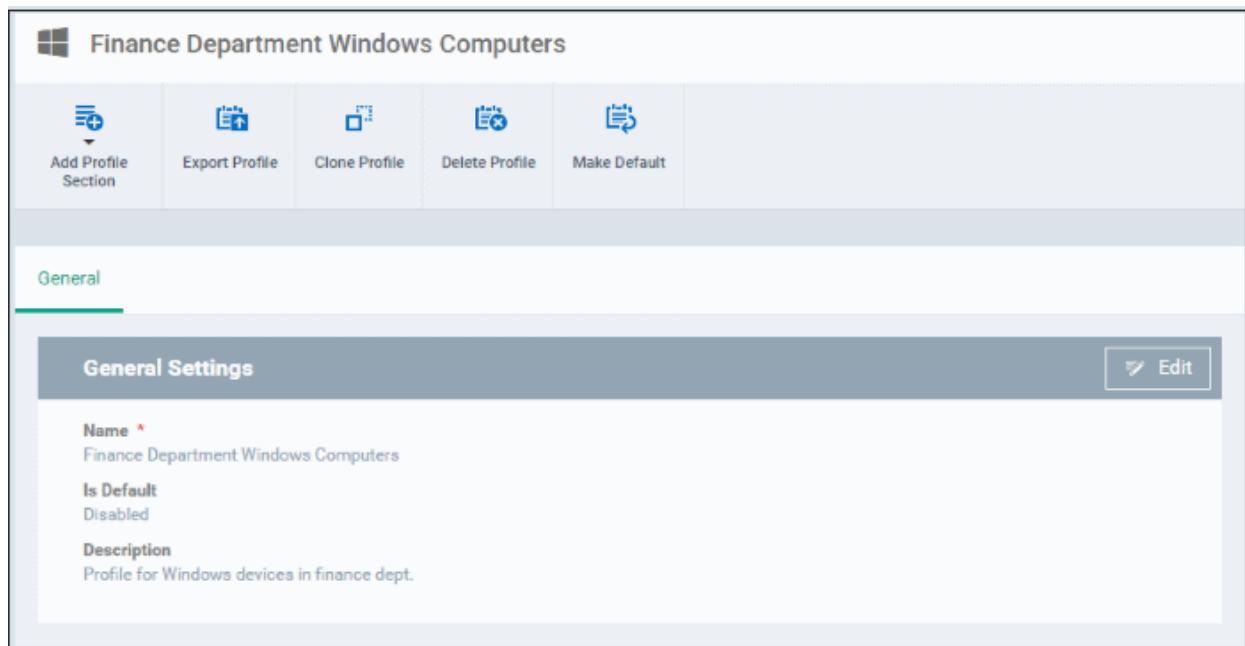 Finance Department Windows Computers
Add Profile
Section
Export Profile
Clone Profile
Delete Profile
Make Default
General
General Settings
Edit
Name *
Finance Department Windows Computers
Is Default
Disabled
Description
Profile for Windows devices in finance dept.